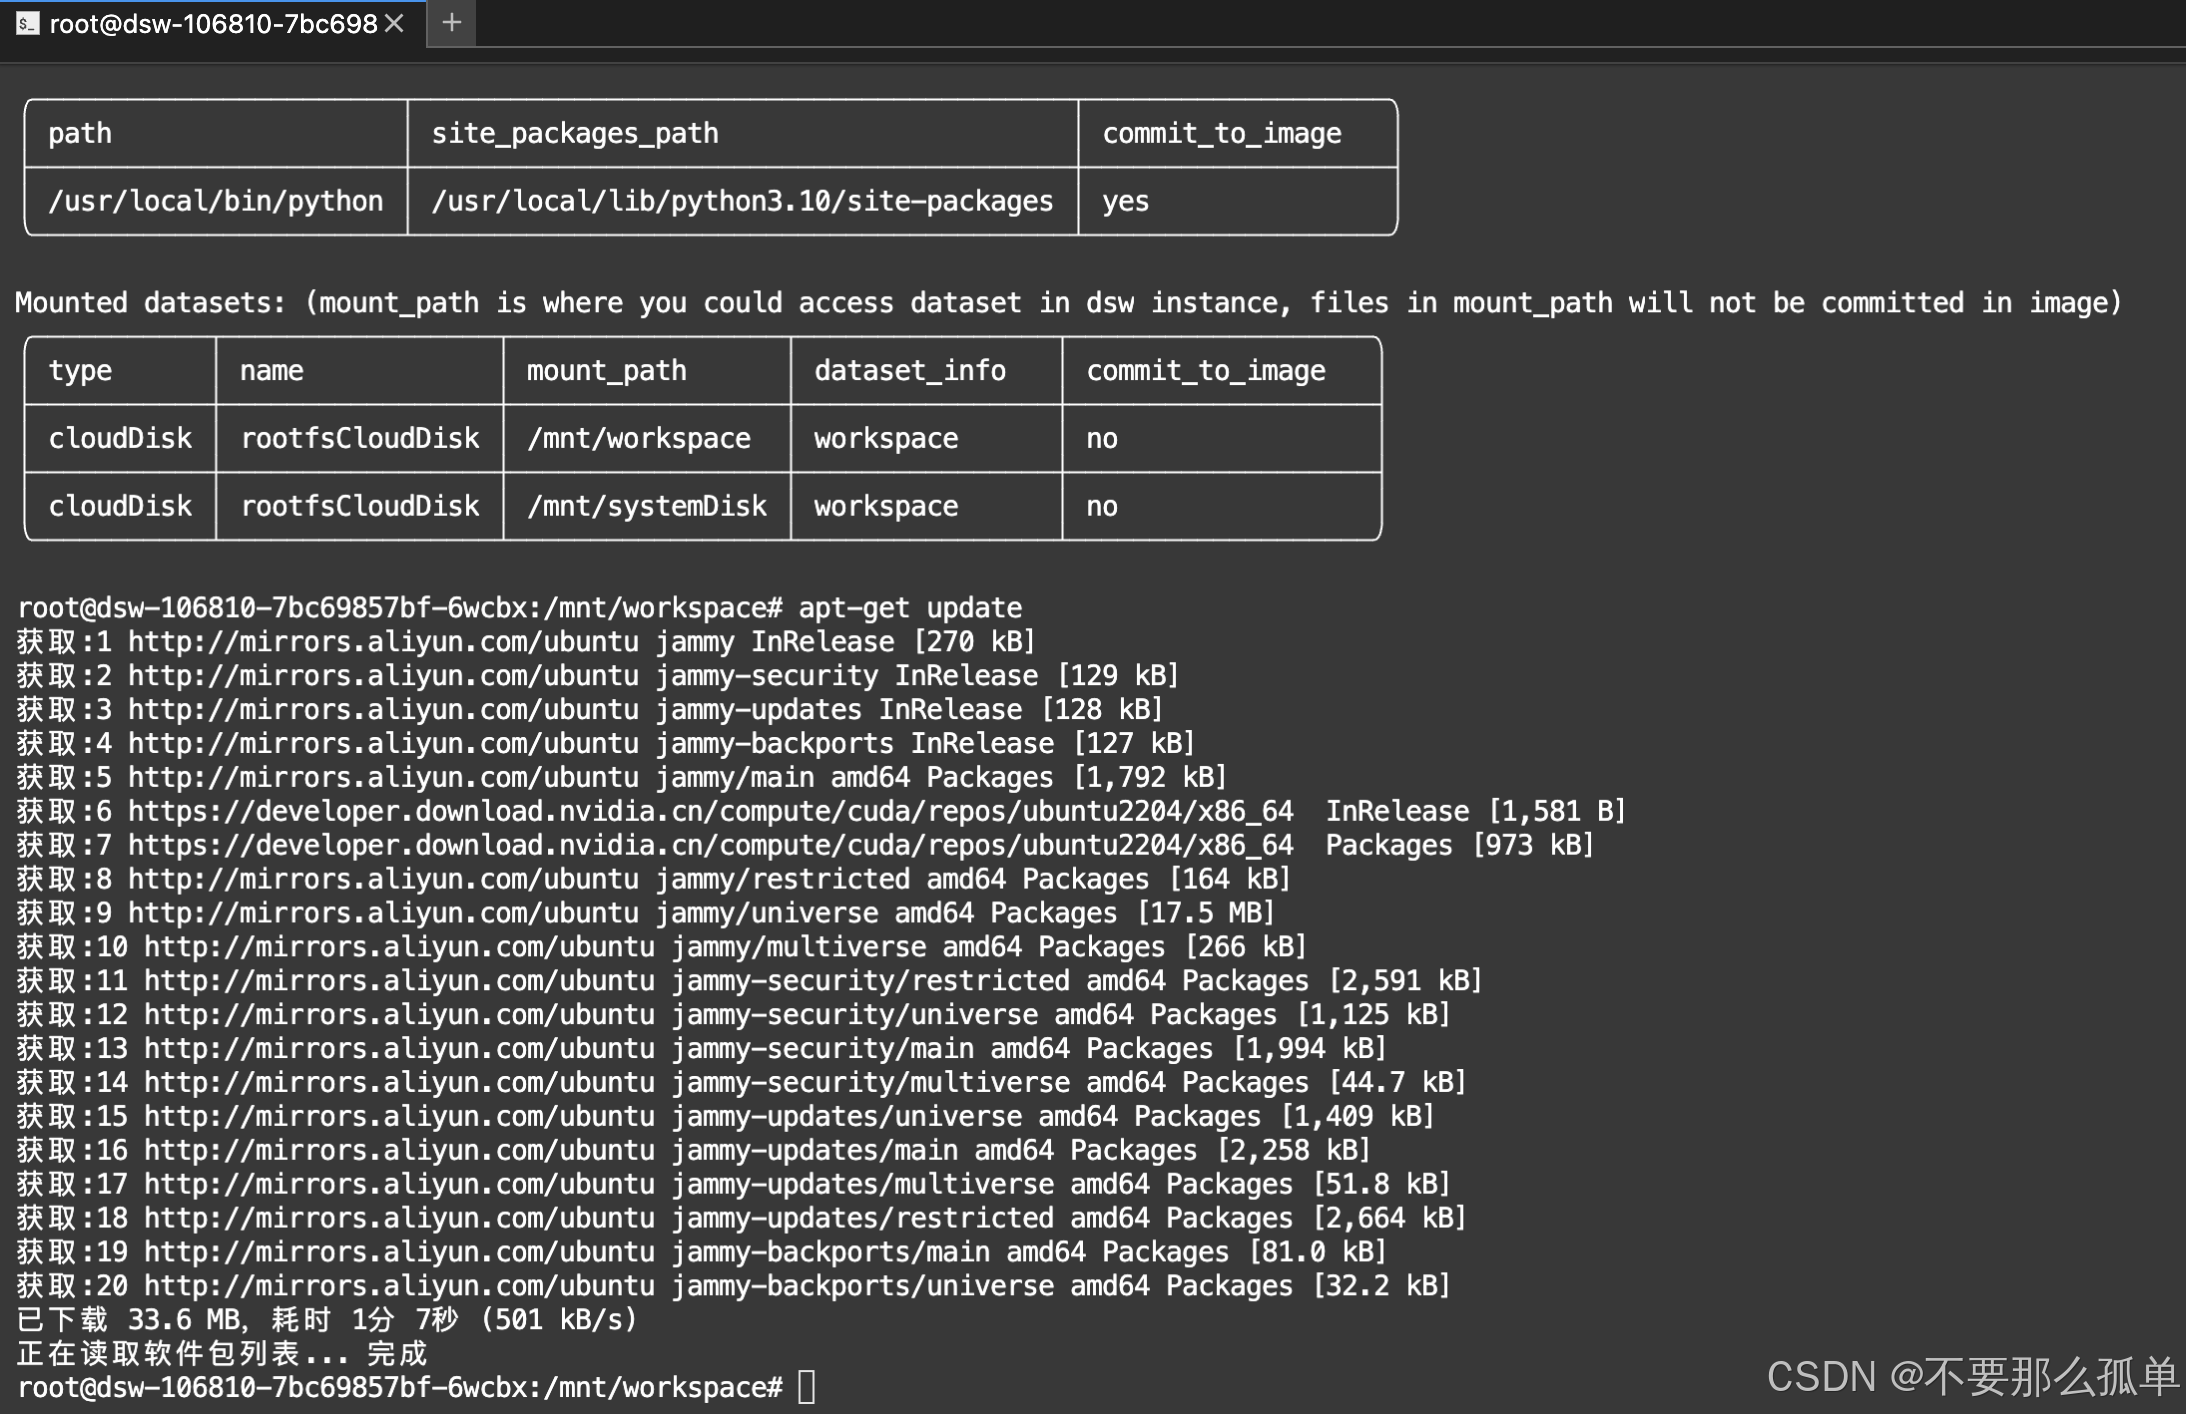 root@dsw-106810-7bc698
path site_packages_path commit_to_image
/usr/local/bin/python /usr/local/lib/python3.10/site-packages yes
Mounted datasets: (mount_path is where you could access dataset in dsw instance, files in mount_path will not be committed in image)
type name mount_path dataset_info commit_to_image
cloudDisk rootfsCloudDisk /mnt/workspace workspace no
cloudDisk rootfsCloudDisk /mnt/systemDisk workspace no
root@dsw-106810-7bc69857bf-6wcbx:/mnt/workspace# apt-get update
获取:1 http://mirrors.aliyun.com/ubuntu jammy InRelease [270 kB]
获取:2 http://mirrors.aliyun.com/ubuntu jammy-security InRelease [129 kB]
获取:3 http://mirrors.aliyun.com/ubuntu jammy-updates InRelease [128 kB]
获取:4 http://mirrors.aliyun.com/ubuntu jammy-backports InRelease [127 kB]
获取:5 http://mirrors.aliyun.com/ubuntu jammy/main amd64 Packages [1,792 kB]
获取:6 https://developer.download.nvidia.cn/compute/cuda/repos/ubuntu2204/x86_64  InRelease [1,581 B]
获取:7 https://developer.download.nvidia.cn/compute/cuda/repos/ubuntu2204/x86_64  Packages [973 kB]
获取:8 http://mirrors.aliyun.com/ubuntu jammy/restricted amd64 Packages [164 kB]
获取:9 http://mirrors.aliyun.com/ubuntu jammy/universe amd64 Packages [17.5 MB]
获取:10 http://mirrors.aliyun.com/ubuntu jammy/multiverse amd64 Packages [266 kB]
获取:11 http://mirrors.aliyun.com/ubuntu jammy-security/restricted amd64 Packages [2,591 kB]
获取:12 http://mirrors.aliyun.com/ubuntu jammy-security/universe amd64 Packages [1,125 kB]
获取:13 http://mirrors.aliyun.com/ubuntu jammy-security/main amd64 Packages [1,994 kB]
获取:14 http://mirrors.aliyun.com/ubuntu jammy-security/multiverse amd64 Packages [44.7 kB]
获取:15 http://mirrors.aliyun.com/ubuntu jammy-updates/universe amd64 Packages [1,409 kB]
获取:16 http://mirrors.aliyun.com/ubuntu jammy-updates/main amd64 Packages [2,258 kB]
获取:17 http://mirrors.aliyun.com/ubuntu jammy-updates/multiverse amd64 Packages [51.8 kB]
获取:18 http://mirrors.aliyun.com/ubuntu jammy-updates/restricted amd64 Packages [2,664 kB]
获取:19 http://mirrors.aliyun.com/ubuntu jammy-backports/main amd64 Packages [81.0 kB]
获取:20 http://mirrors.aliyun.com/ubuntu jammy-backports/universe amd64 Packages [32.2 kB]
已下载 33.6 MB，耗时 1分 7秒 (501 kB/s)
正在读取软件包列表... 完成
root@dsw-106810-7bc69857bf-6wcbx:/mnt/workspace#
CSDN @不要那么孤单